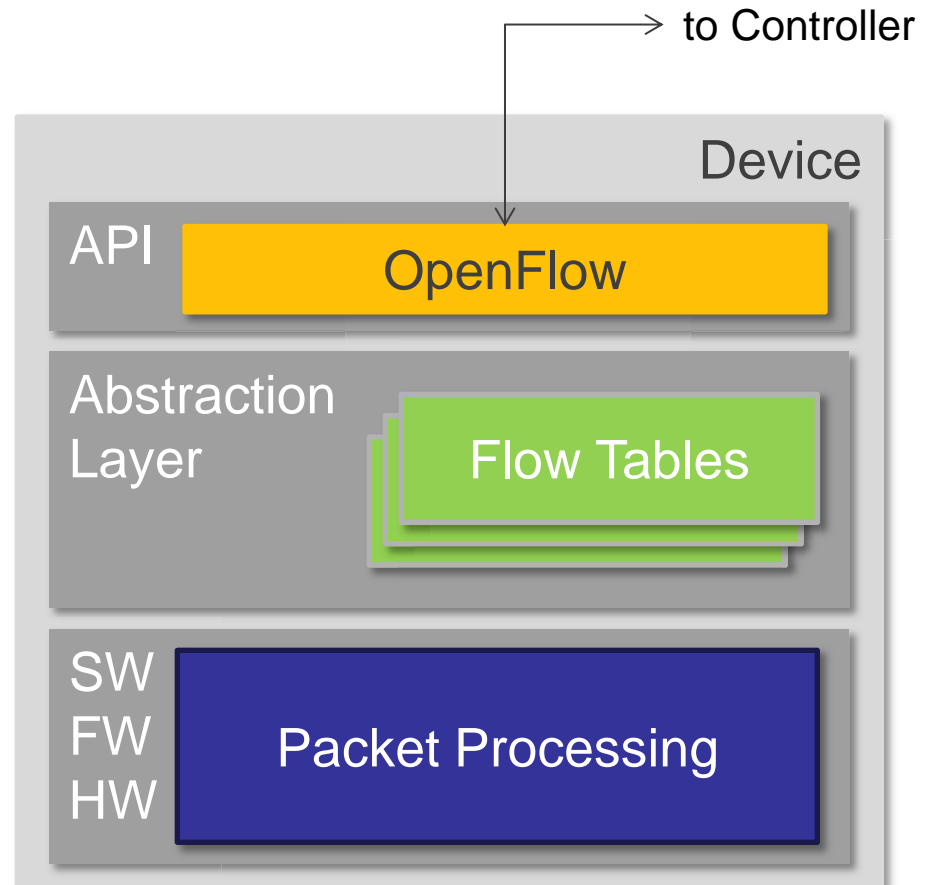 to Controller
Device
API
OpenFlow
Abstraction
Layer
Flow Tables
SW
FW
HW
Packet Processing